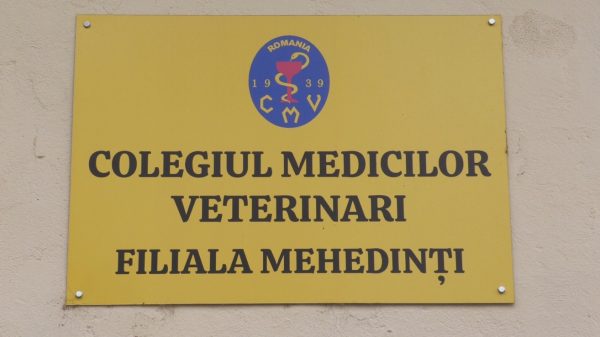 ROMANIA
1939
CMV
COLEGIUL MEDICILOR
VETERINARI
FILIALA MEHEDINȚI